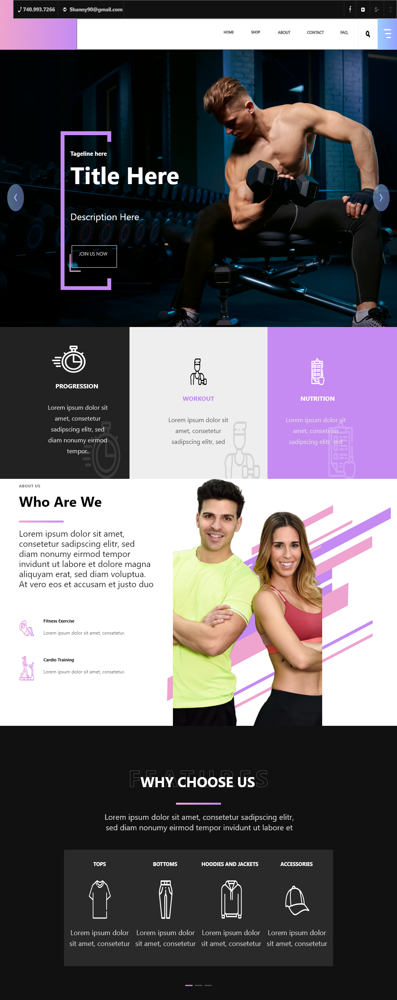 740.993.7266 Shanny90@gmail.com
HOME SHOP ABOUT CONTACT FAQ
Tageline here
Title Here
Description Here
JOIN US NOW
PROGRESSION
Lorem ipsum dolor sit
amet, consetetur
sadipscing elitr, sed
diam nonumy eirmod
tempor.
WORKOUT
Lorem ipsum dolor sit
amet, consetetur
sadipscing elitr, sed
NUTRITION
Lorem ipsum dolor sit
amet, consetetur
sadipscing elitr, sed
ABOUT US
Who Are We
Lorem ipsum dolor sit amet,
consetetur sadipscing elitr, sed
diam nonumy eirmod tempor
invidunt ut labore et dolore magna
aliquyam erat, sed diam voluptua.
At vero eos et accusam et justo duo
Fitness Exercise
Lorem ipsum dolor sit amet, consetetur.
Cardio Training
Lorem ipsum dolor sit amet, consetetur.
FEATURES
WHY CHOOSE US
Lorem ipsum dolor sit amet, consetetur sadipscing elitr,
sed diam nonumy eirmod tempor invidunt ut labore et
TOPS
Lorem ipsum dolor
sit amet, consetetur
BOTTOMS
Lorem ipsum dolor
sit amet, consetetur
HOODIES AND JACKETS
Lorem ipsum dolor
sit amet, consetetur
ACCESSORIES
Lorem ipsum dolor
sit amet, consetetur